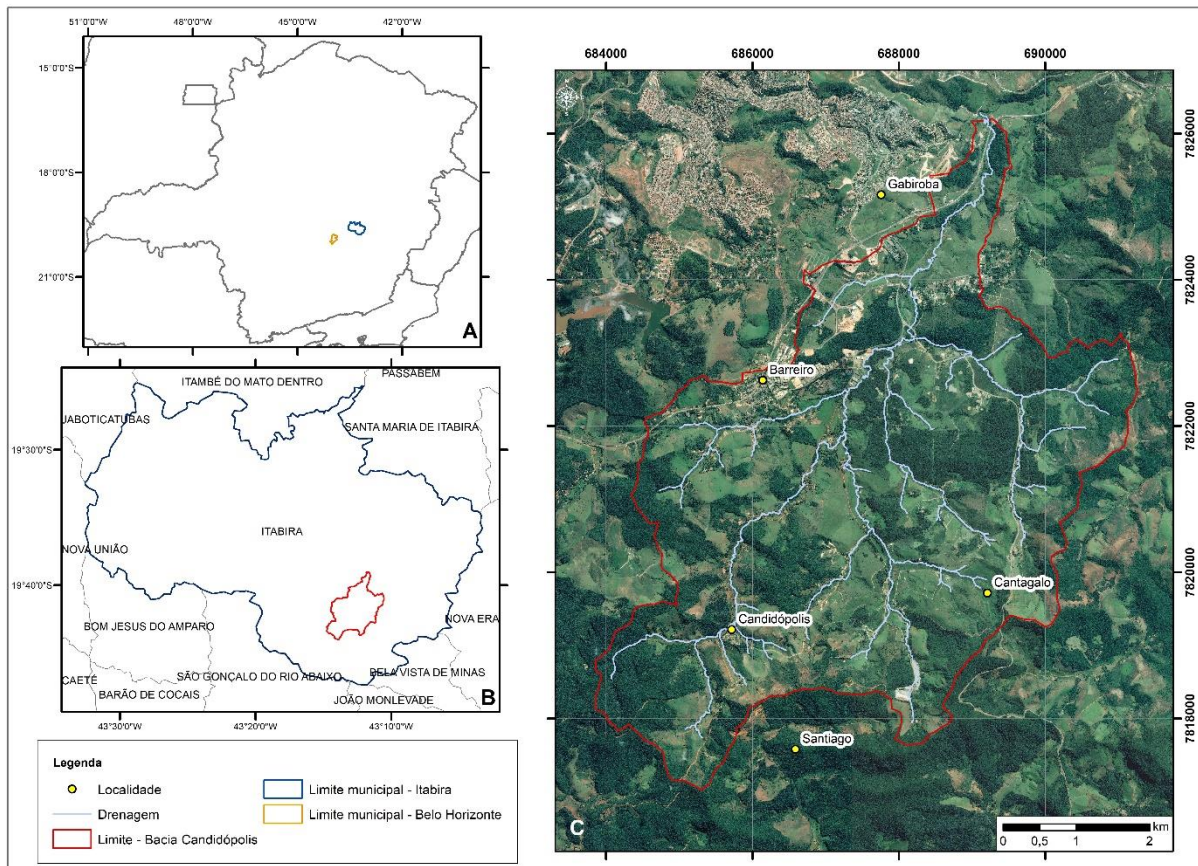 51°0'0"W 48°0'0"W 45°0'0"W 42°0'0"W
15°0'0"S
18°0'0"S
21°0'0"S
A
ITAMBÉ DO MATO DENTRO
PASSABEM
JABOTICATUBAS
SANTA MARIA DE ITABIRA
19°30'0"S
ITABIRA
NOVA UNIÃO
19°40'0"S
NOVA ERA
BOM JESUS DO AMPARO
BELA VISTA DE MINAS
CAETÉ
SÃO GONÇALO DO RIO ABAIXO
BARÃO DE COCAIS
JOÃO MONLEVADE
B
43°30'0"W 43°20'0"W 43°10'0"W
Legenda
Localidade
Drenagem
Limite - Bacia Candidópolis
Limite municipal - Itabira
Limite municipal - Belo Horizonte
684000 686000 688000 690000
7826000
Gabiroba
7824000
Barreiro
7822000
7820000
Cantagalo
Candidópolis
7818000
Santiago
C
km
0 0,5 1 2